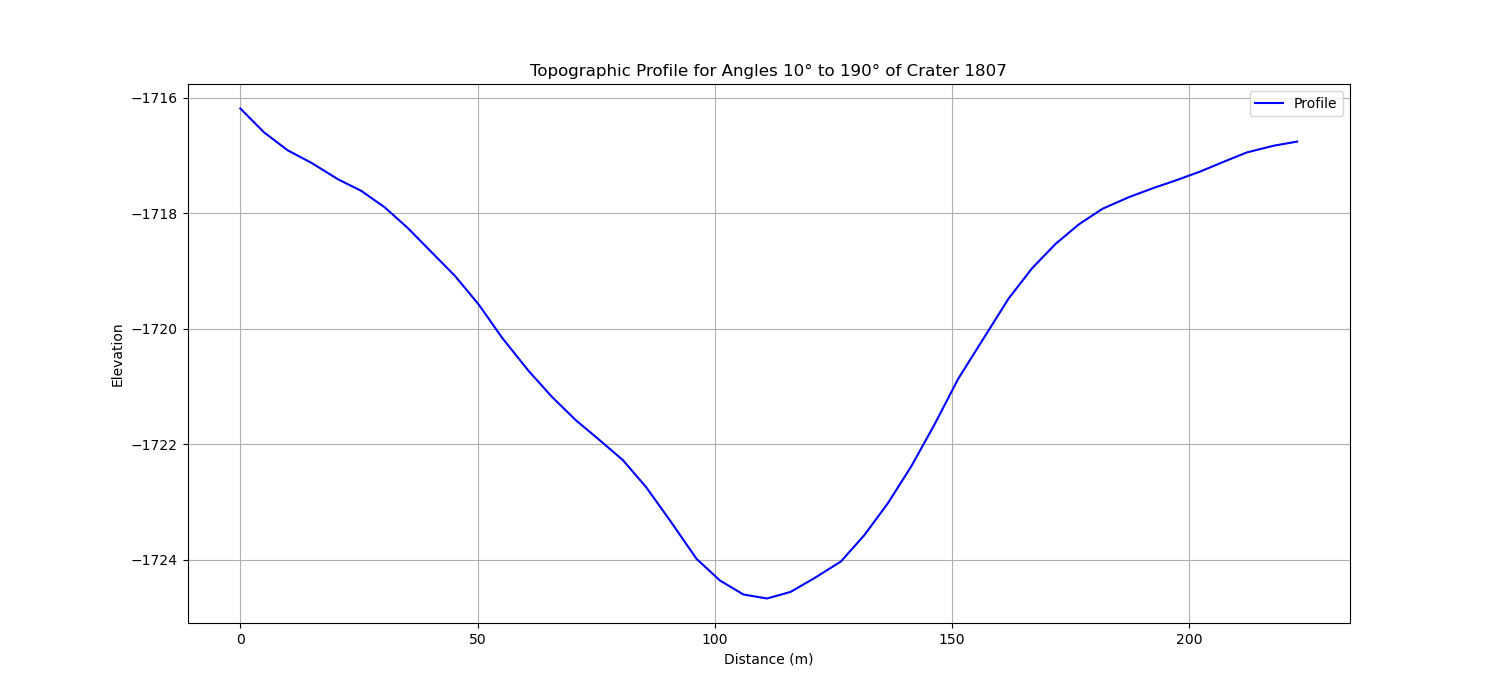 Topographic Profile for Angles 10° to 190° of Crater 1807
Profile
−1716
−1718
−1720
−1722
−1724
Elevation
0
50
100
150
200
Distance (m)